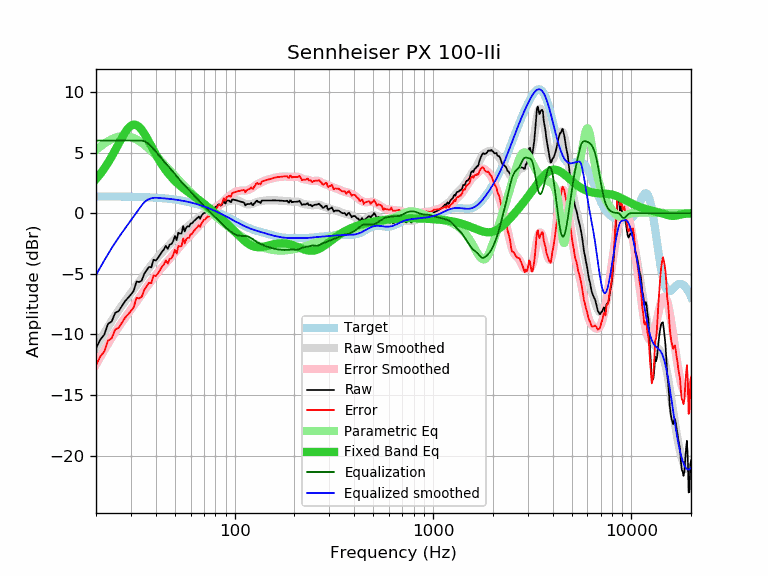 Sennheiser PX 100-IIi
Amplitude (dBr)
10
5
0
−5
−10
−15
−20
Target
Raw Smoothed
Error Smoothed
Raw
Error
Parametric Eq
Fixed Band Eq
Equalization
Equalized smoothed
100 1000 10000
Frequency (Hz)